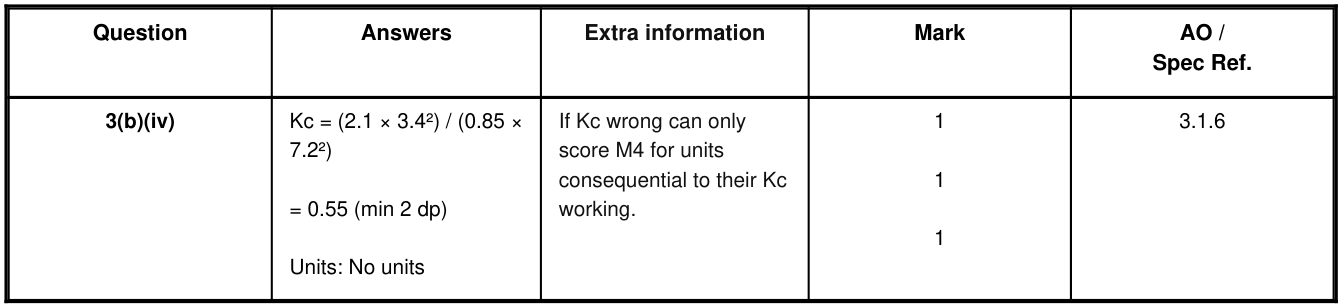 Question Answers Extra information Mark AO /
Spec Ref.
3(b)(iv) Kc = (2.1 × 3.4²) / (0.85 × If Kc wrong can only 1 3.1.6
7.2²) score M4 for units
consequential to their Kc 1
= 0.55 (min 2 dp) working.
1
Units: No units